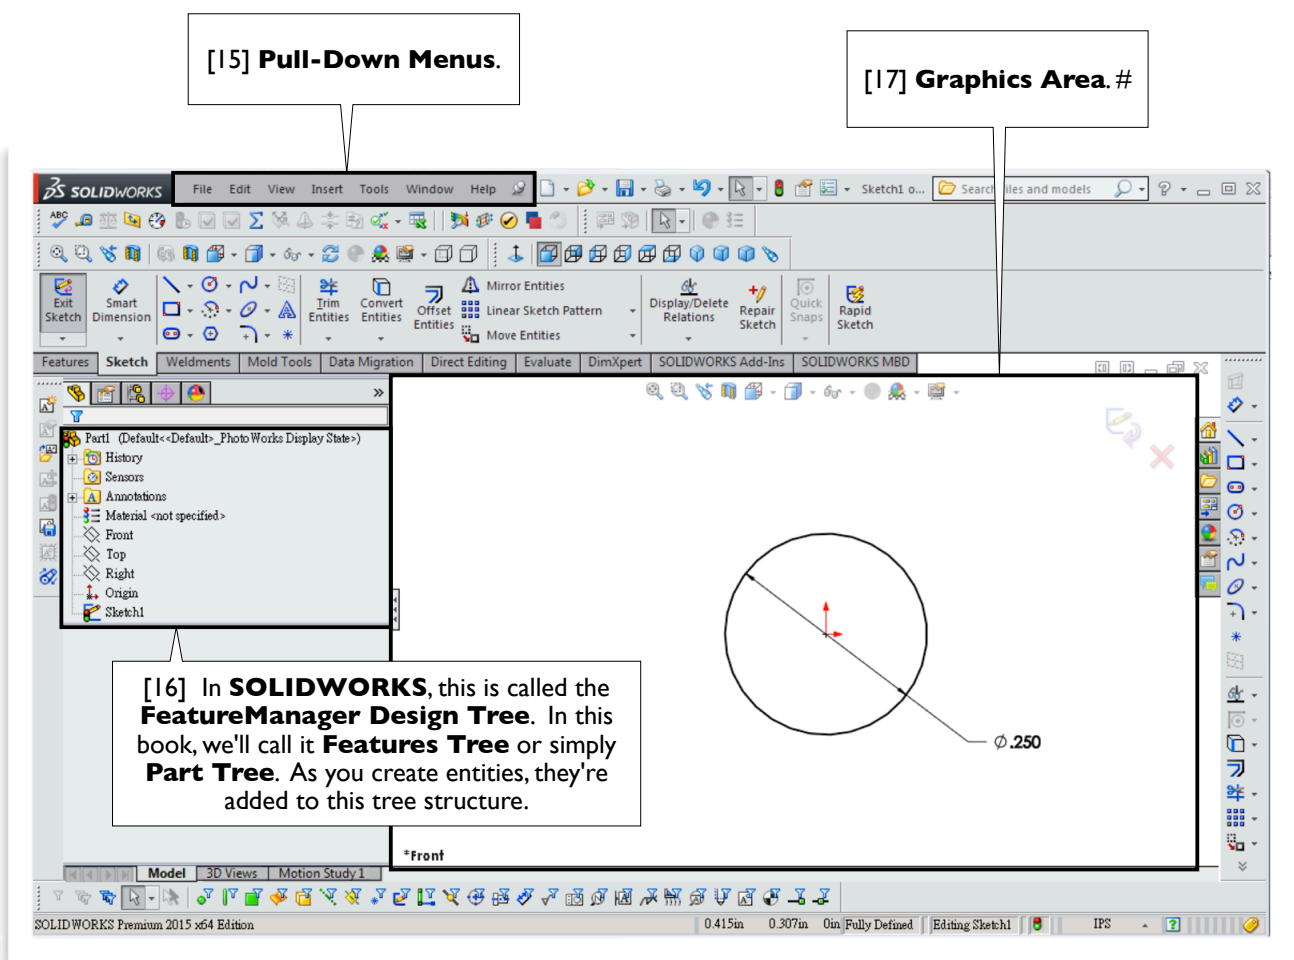 [15] Pull-Down Menus.
[17] Graphics Area. #
SOLIDWORKS File Edit View Insert Tools Window Help Sketch1 o... Search files and models
Exit Sketch
Smart Dimension
Trim Entities
Convert Entities
Offset Entities
Mirror Entities
Linear Sketch Pattern
Move Entities
Display/Delete Relations
Repair Sketch
Quick Snaps
Rapid Sketch
Features Sketch Weldments Mold Tools Data Migration Direct Editing Evaluate DimXpert SOLIDWORKS Add-Ins SOLIDWORKS MBD
Part1 (Default<<Default>_PhotoWorks Display State>)
History
Sensors
Annotations
Material <not specified>
Front
Top
Right
Origin
Sketch1
[16] In SOLIDWORKS, this is called the
FeatureManager Design Tree. In this
book, we'll call it Features Tree or simply
Part Tree. As you create entities, they're
added to this tree structure.
∅.250
*Front
Model 3D Views Motion Study 1
SOLIDWORKS Premium 2015 x64 Edition 0.415in 0.307in 0in Fully Defined Editing Sketch1 IPS